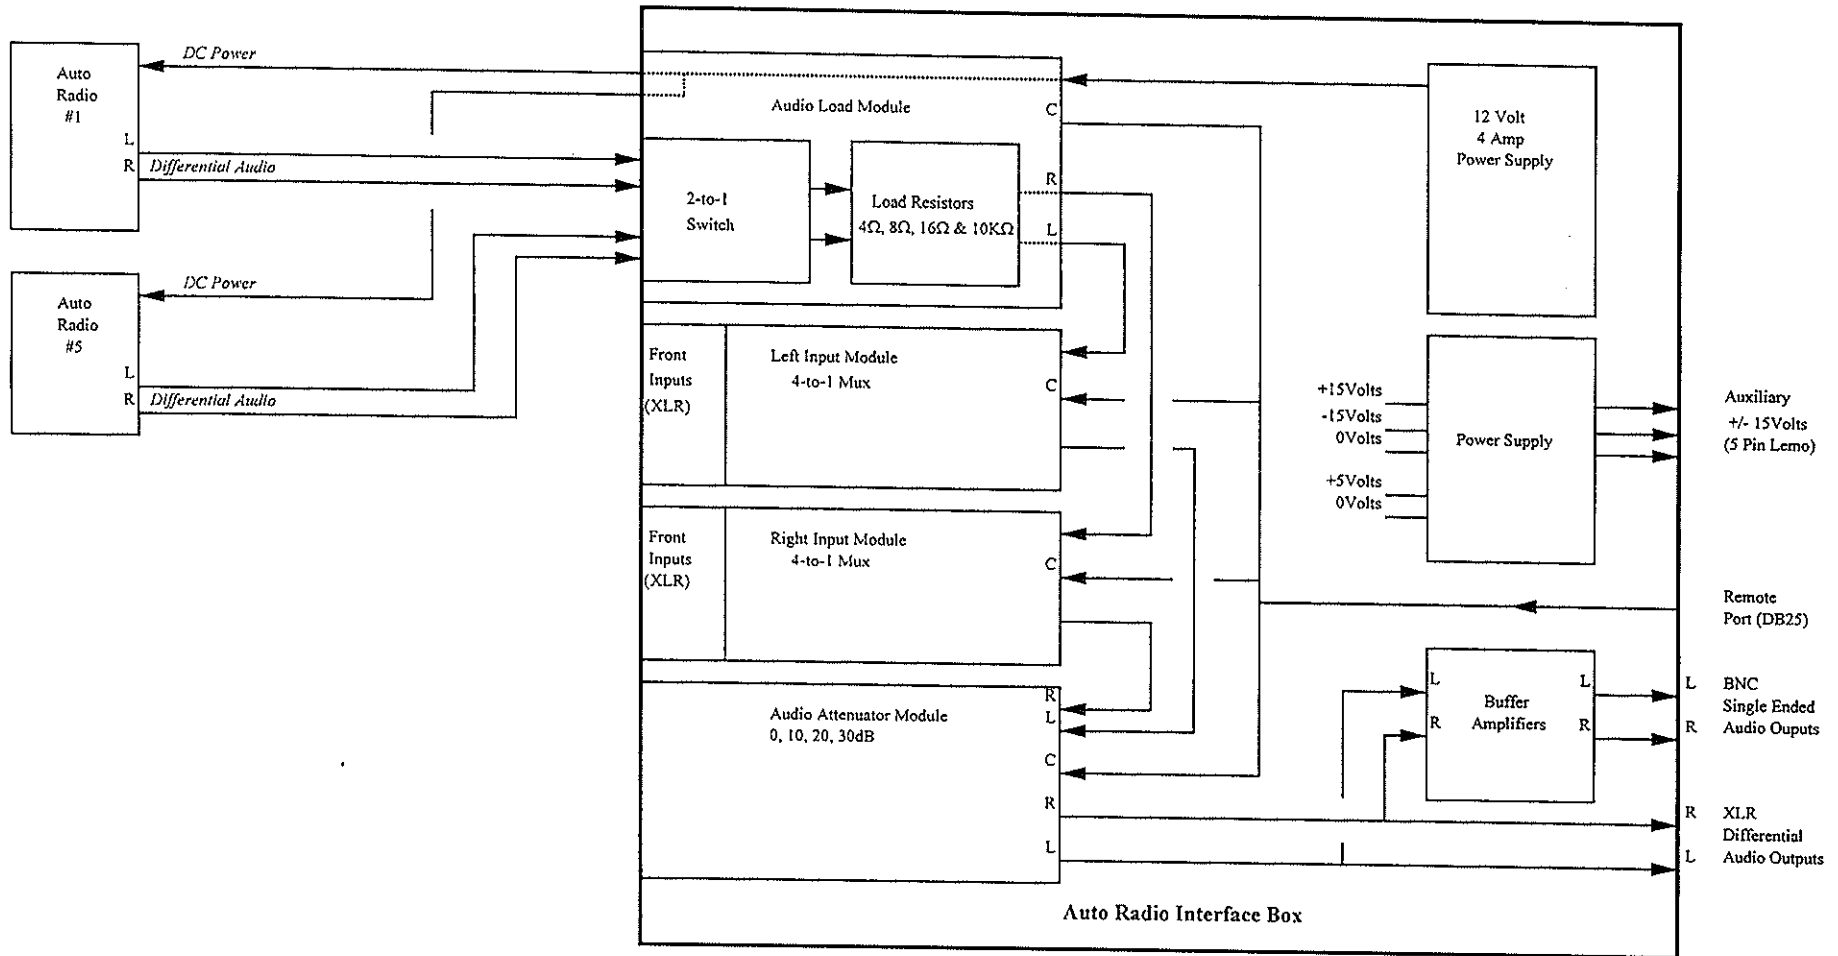 DC Power
Auto
Radio
#1
L
R
Differential Audio
Auto
Radio
#5
DC Power
L
R
Differential Audio
Audio Load Module
C
R
L
2-to-1
Switch
Load Resistors
4Ω, 8Ω, 16Ω & 10KΩ
Front
Inputs
(XLR)
Left Input Module
4-to-1 Mux
C
Front
Inputs
(XLR)
Right Input Module
4-to-1 Mux
C
Audio Attenuator Module
0, 10, 20, 30dB
R
L
C
R
L
12 Volt
4 Amp
Power Supply
+15Volts
-15Volts
0Volts
+5Volts
0Volts
Power Supply
Auxiliary
+/- 15Volts
(5 Pin Lemo)
Remote
Port (DB25)
L
R
Buffer
Amplifiers
L
R
L
R
BNC
Single Ended
Audio Ouputs
R
L
XLR
Differential
Audio Outputs
Auto Radio Interface Box